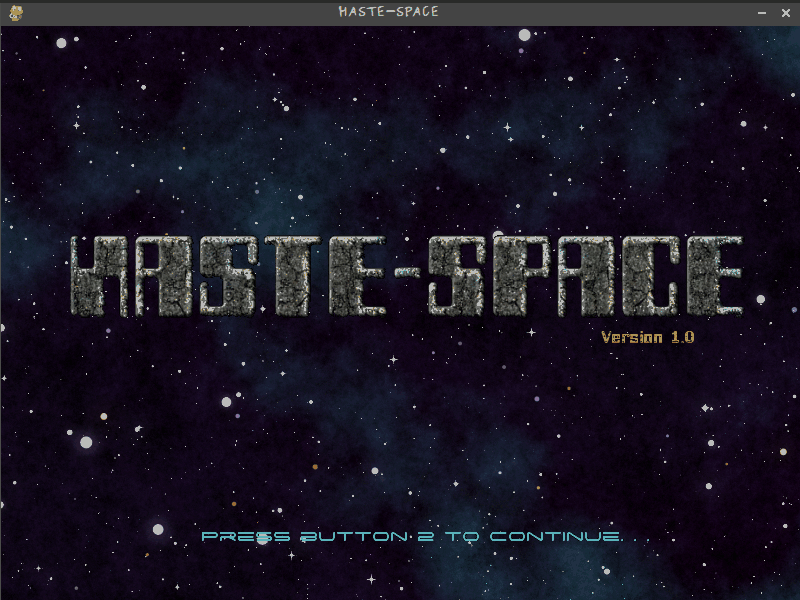 HASTE-SPACE
HASTE-SPACE
Version 1.0
PRESS BUTTON 2 TO CONTINUE. . .